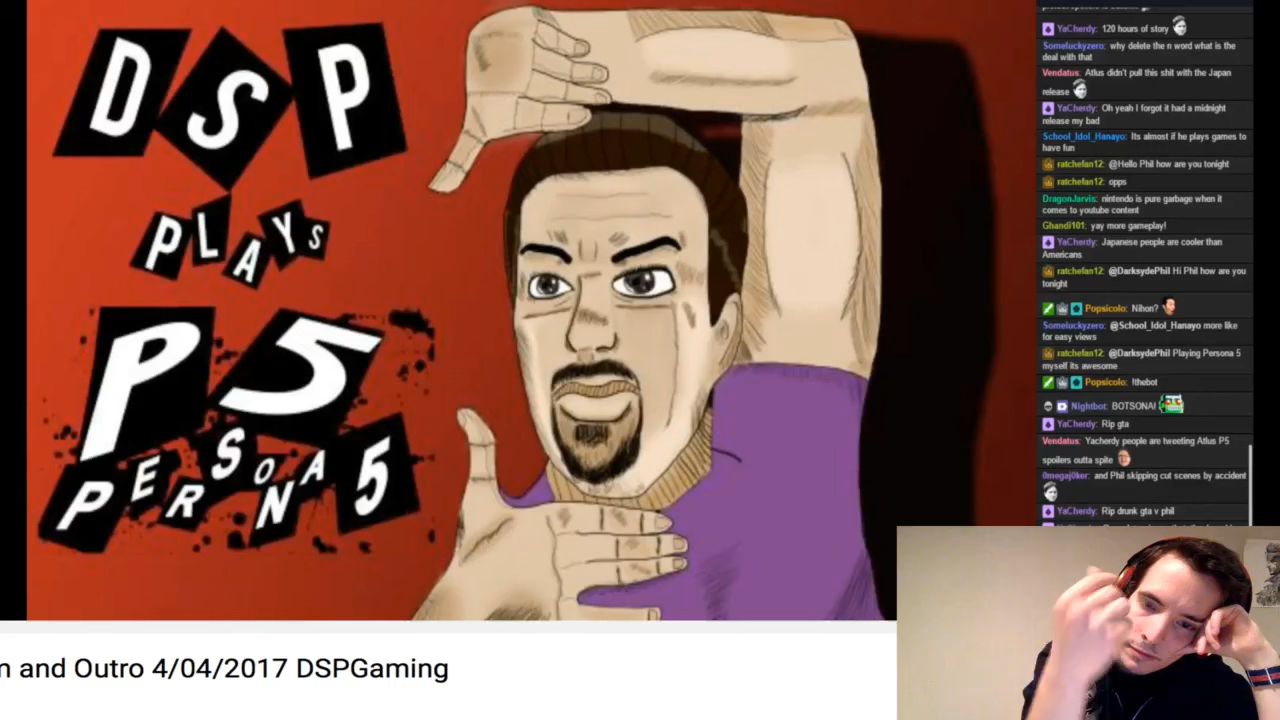 DSP
PLAYS
P5
PERSONA 5
n and Outro 4/04/2017 DSPGaming
YaCherdy: 120 hours of story
Someluckyzero: why delete the n word what is the
deal with that
Vendatus: Atlus didn't pull this shit with the Japan
release
YaCherdy: Oh yeah I forgot it had a midnight
release my bad
School_Idol_Hanayo: Its almost if he plays games to
have fun
ratchefan12: @Hello Phil how are you tonight
ratchefan12: opps
DragonJarvis: nintendo is pure garbage when it
comes to youtube content
Ghandi101: yay more gameplay!
YaCherdy: Japanese people are cooler than
Americans
ratchefan12: @DarksydePhil Hi Phil how are you
tonight
Popsicolo: Nihon?
Someluckyzero: @School_Idol_Hanayo more like
for easy views
ratchefan12: @DarksydePhil Playing Persona 5
myself Its awesome
Popsicolo: !thebot
Nightbot: BOTSONA!
YaCherdy: Rip gta
Vendatus: Yacherdy people are tweeting Atlus P5
spoilers outta spite
0megaj0ker: and Phil skipping cut scenes by accident
YaCherdy: Rip drunk gta v phil